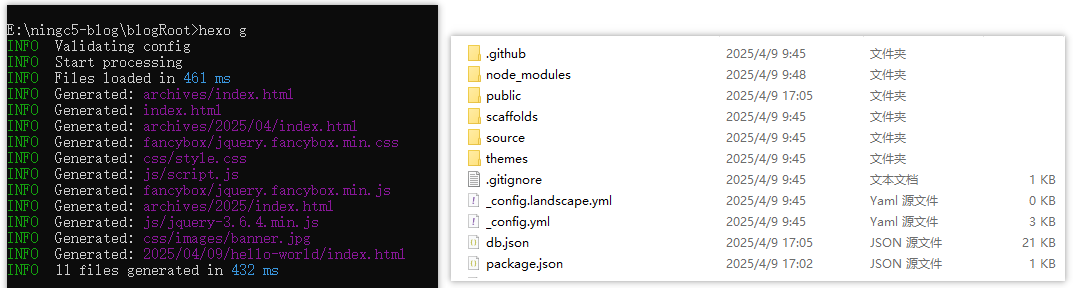 E:\ningc5-blog\blogRoot>hexo g
INFO  Validating config
INFO  Start processing
INFO  Files loaded in 461 ms
INFO  Generated: archives/index.html
INFO  Generated: index.html
INFO  Generated: archives/2025/04/index.html
INFO  Generated: fancybox/jquery.fancybox.min.css
INFO  Generated: css/style.css
INFO  Generated: js/script.js
INFO  Generated: fancybox/jquery.fancybox.min.js
INFO  Generated: archives/2025/index.html
INFO  Generated: js/jquery-3.6.4.min.js
INFO  Generated: css/images/banner.jpg
INFO  Generated: 2025/04/09/hello-world/index.html
INFO  11 files generated in 432 ms
.github 2025/4/9 9:45 文件夹
node_modules 2025/4/9 9:48 文件夹
public 2025/4/9 17:05 文件夹
scaffolds 2025/4/9 9:45 文件夹
source 2025/4/9 9:45 文件夹
themes 2025/4/9 9:45 文件夹
.gitignore 2025/4/9 9:45 文本文档 1 KB
_config.landscape.yml 2025/4/9 9:45 Yaml 源文件 0 KB
_config.yml 2025/4/9 9:45 Yaml 源文件 3 KB
db.json 2025/4/9 17:05 JSON 源文件 21 KB
package.json 2025/4/9 17:02 JSON 源文件 1 KB